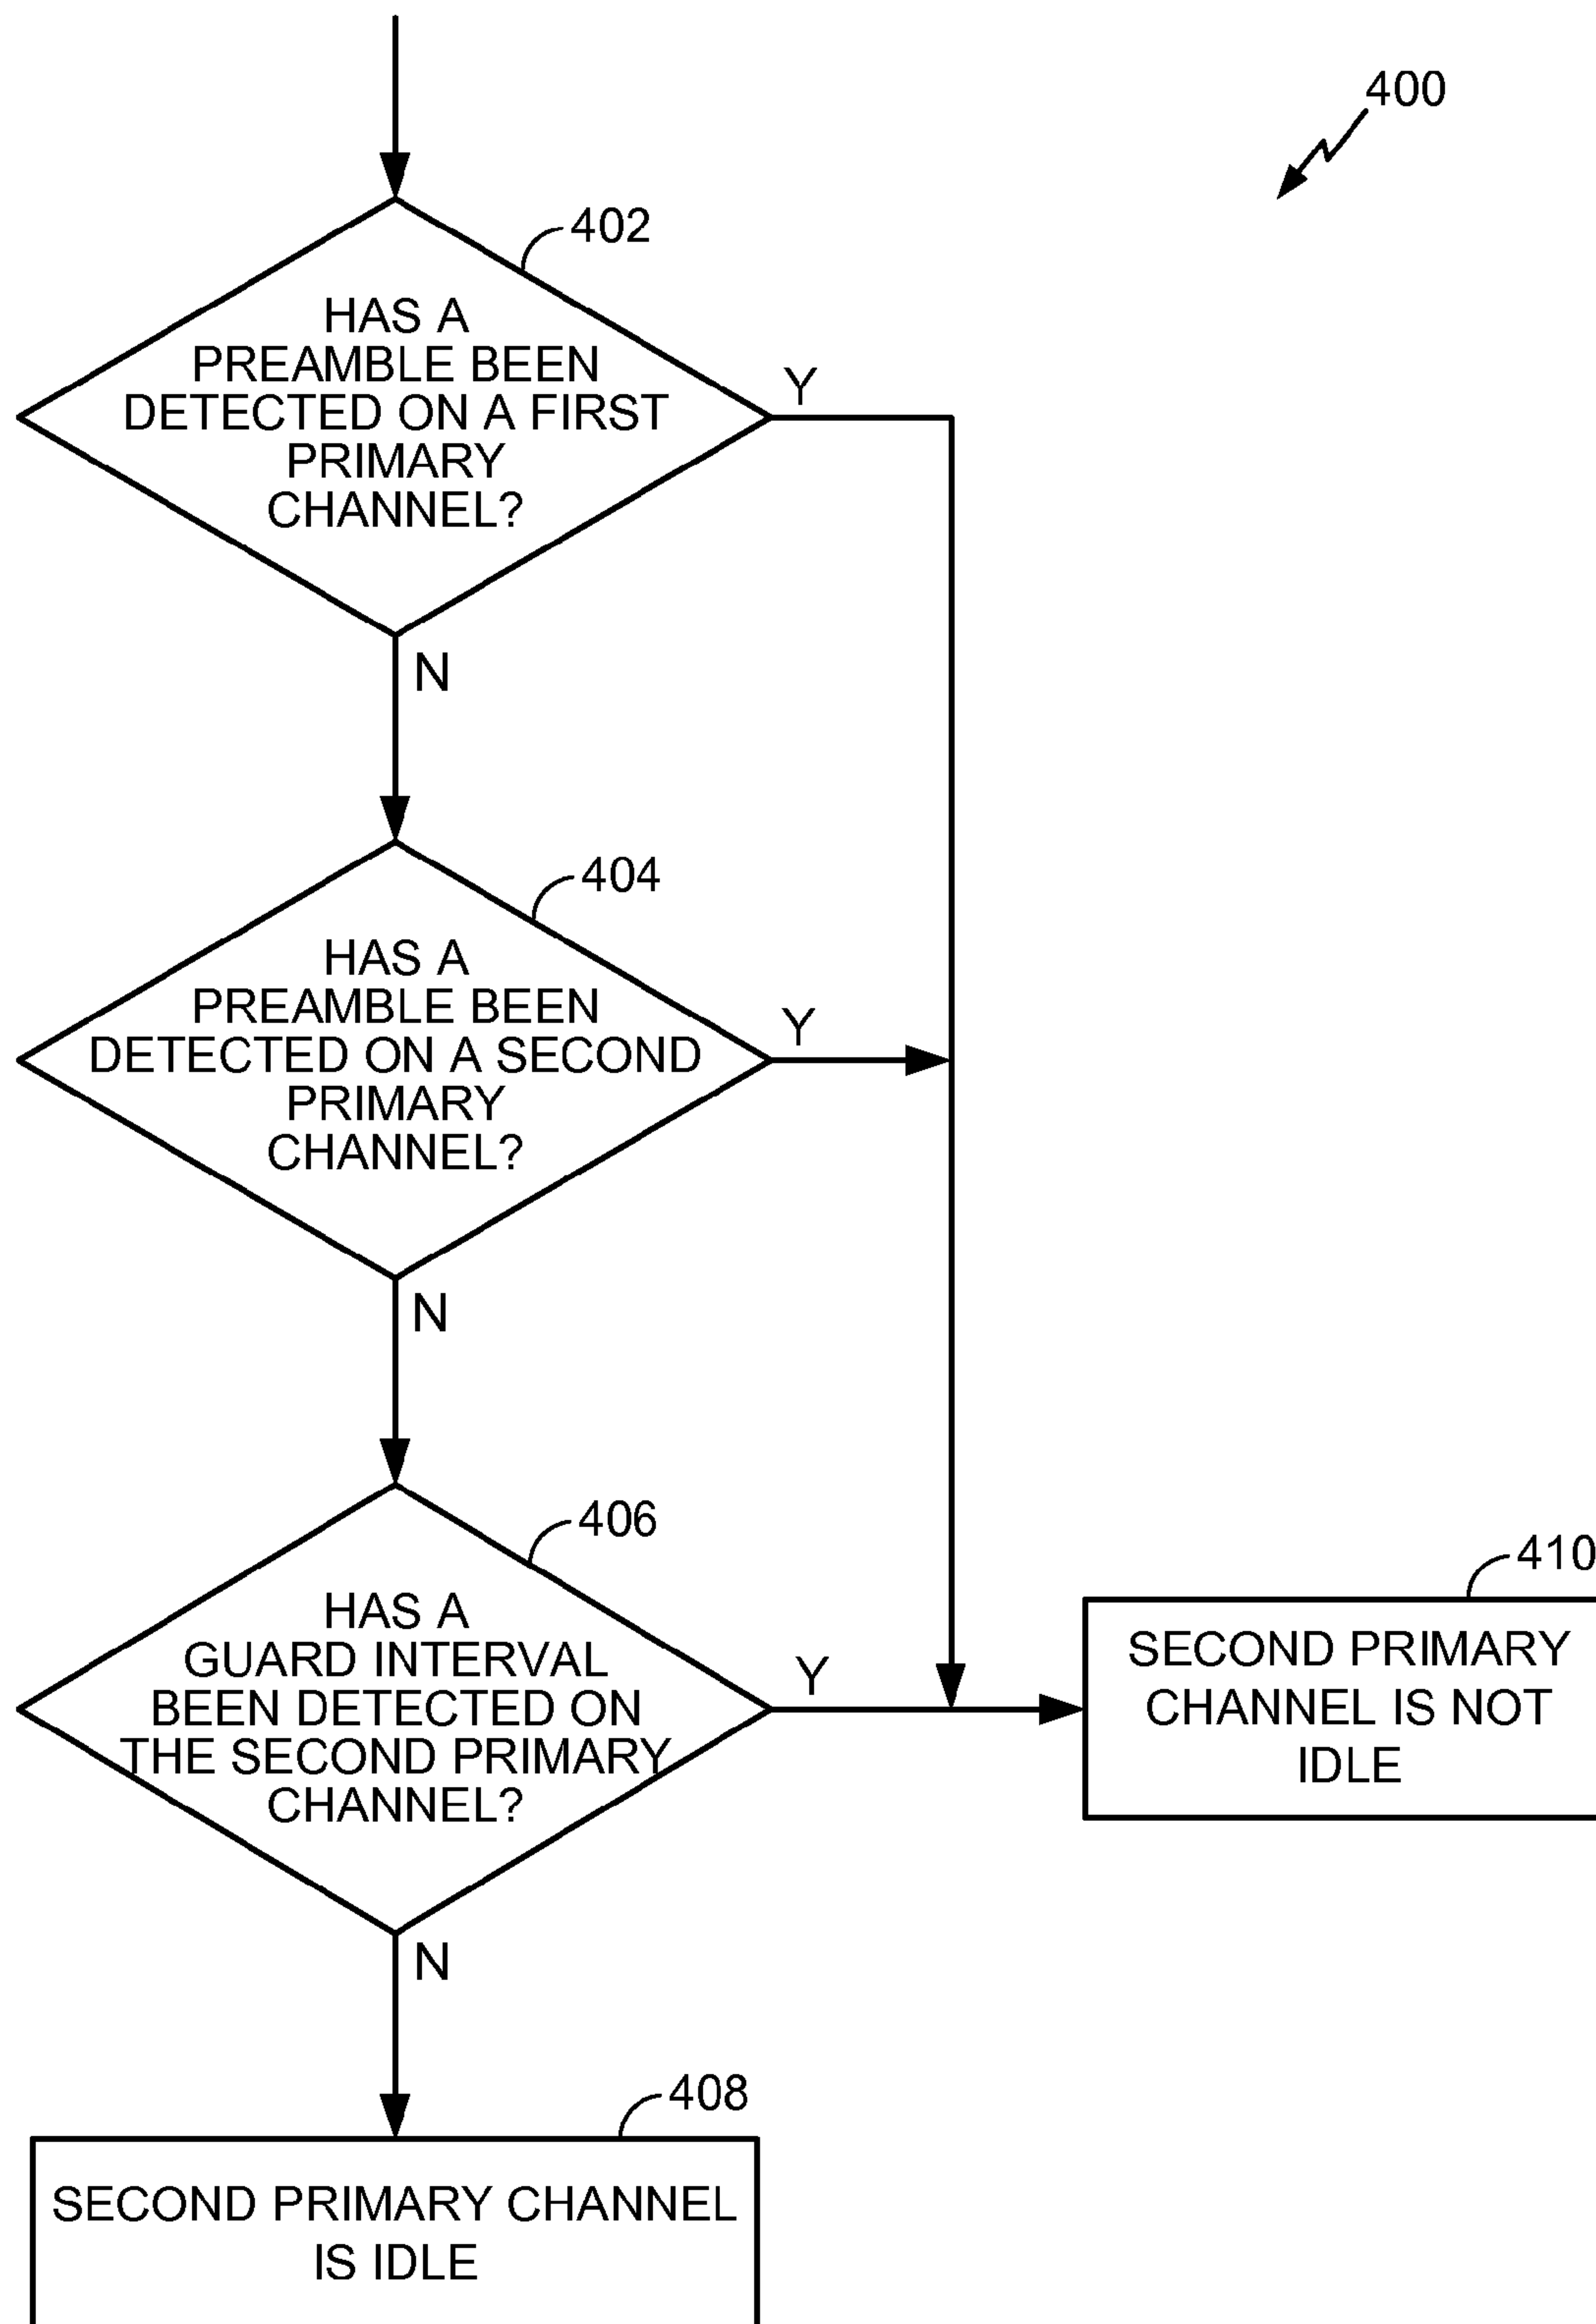 400
402
HAS A
PREAMBLE BEEN
DETECTED ON A FIRST
PRIMARY
CHANNEL?
Y
N
404
HAS A
PREAMBLE BEEN
DETECTED ON A SECOND
PRIMARY
CHANNEL?
Y
N
406
HAS A
GUARD INTERVAL
BEEN DETECTED ON
THE SECOND PRIMARY
CHANNEL?
Y
410
SECOND PRIMARY
CHANNEL IS NOT
IDLE
N
408
SECOND PRIMARY CHANNEL
IS IDLE